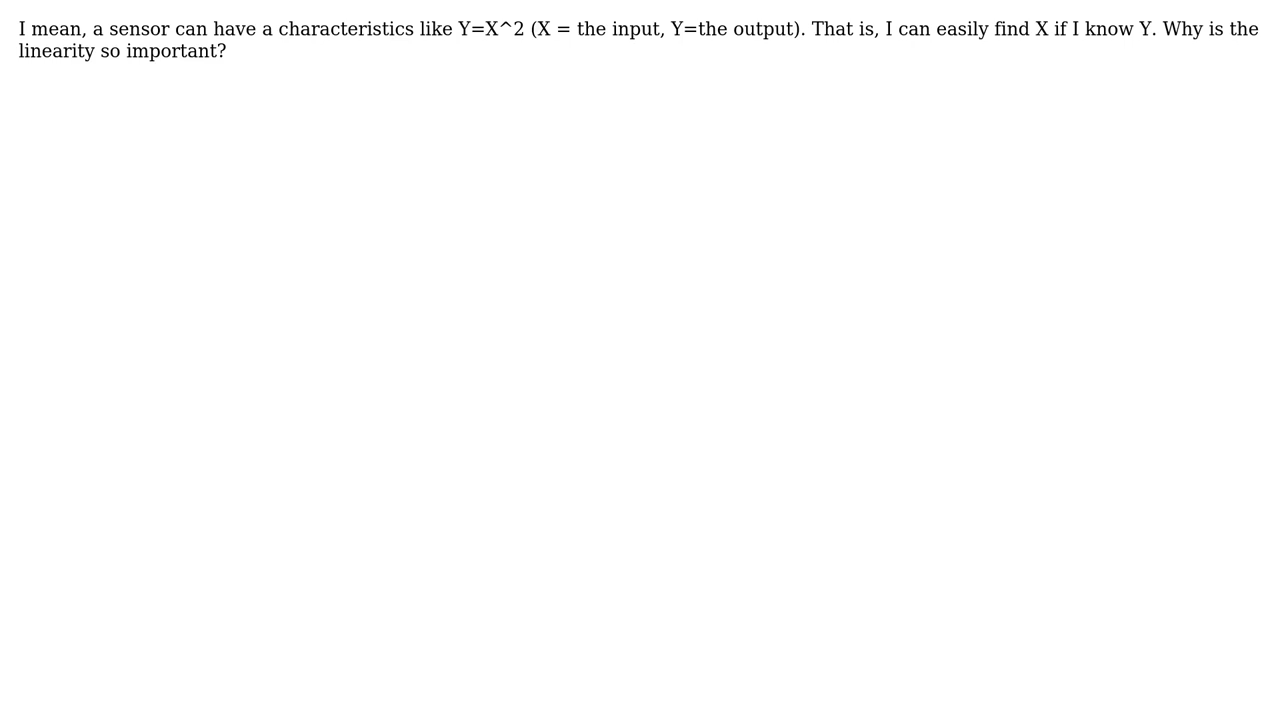 I mean, a sensor can have a characteristics like Y=X^2 (X = the input, Y=the output). That is, I can easily find X if I know Y. Why is the
linearity so important?